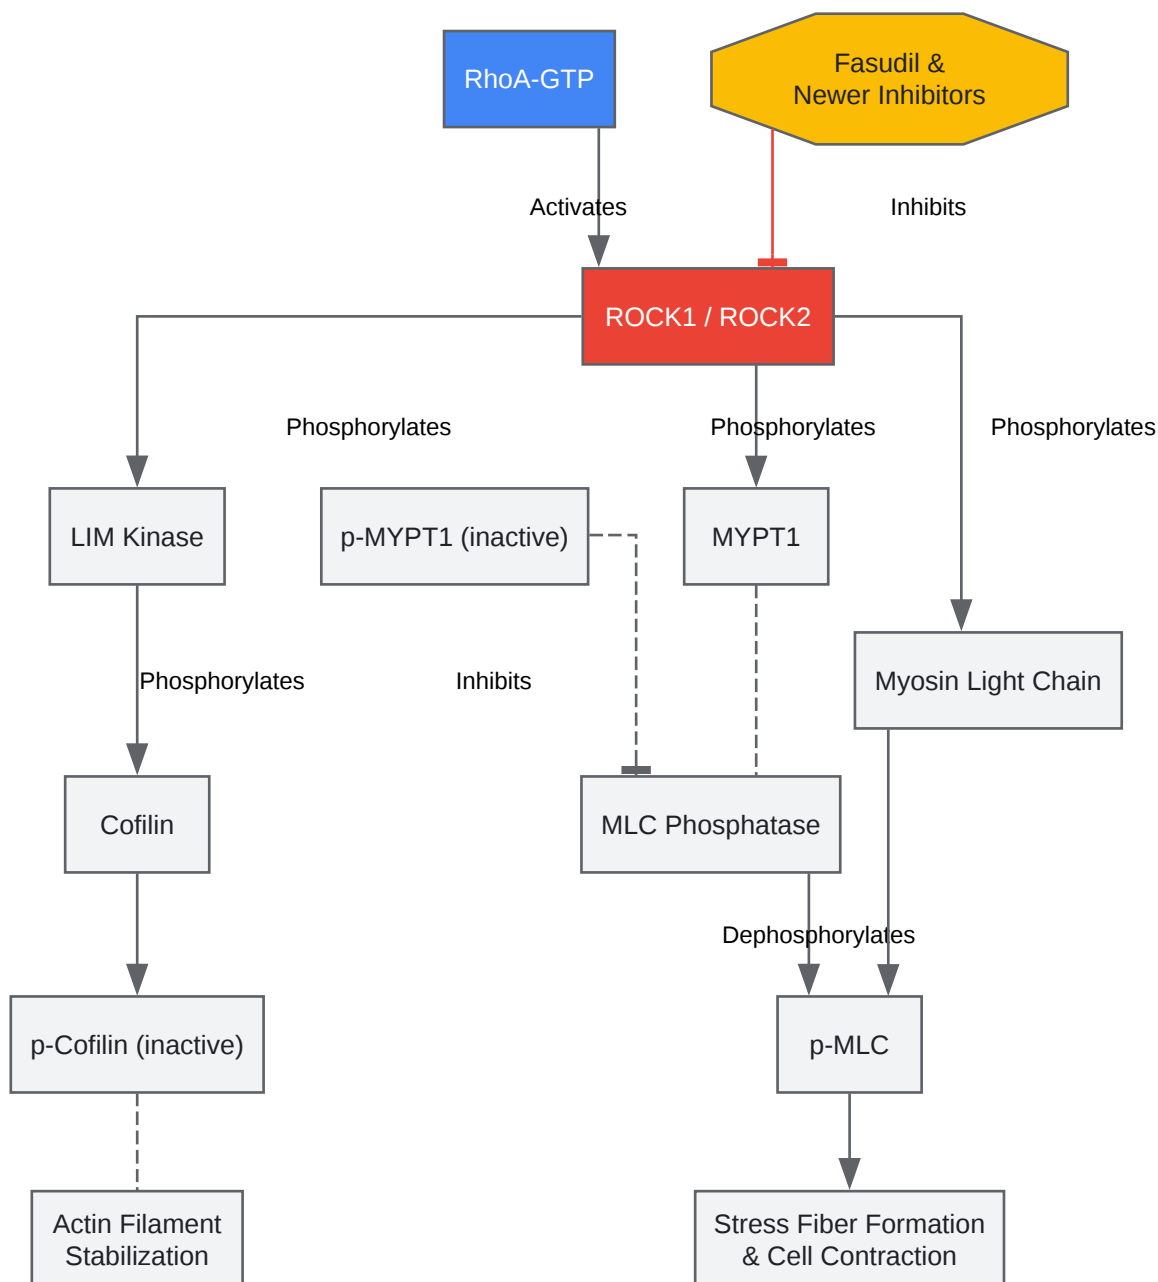 RhoA-GTP
Fasudil &
Newer Inhibitors
Activates
Inhibits
ROCK1 / ROCK2
Phosphorylates
Phosphorylates
Phosphorylates
LIM Kinase
p-MYPT1 (inactive)
MYPT1
Phosphorylates
Inhibits
Myosin Light Chain
Cofilin
MLC Phosphatase
Dephosphorylates
p-Cofilin (inactive)
p-MLC
Actin Filament
Stabilization
Stress Fiber Formation
& Cell Contraction